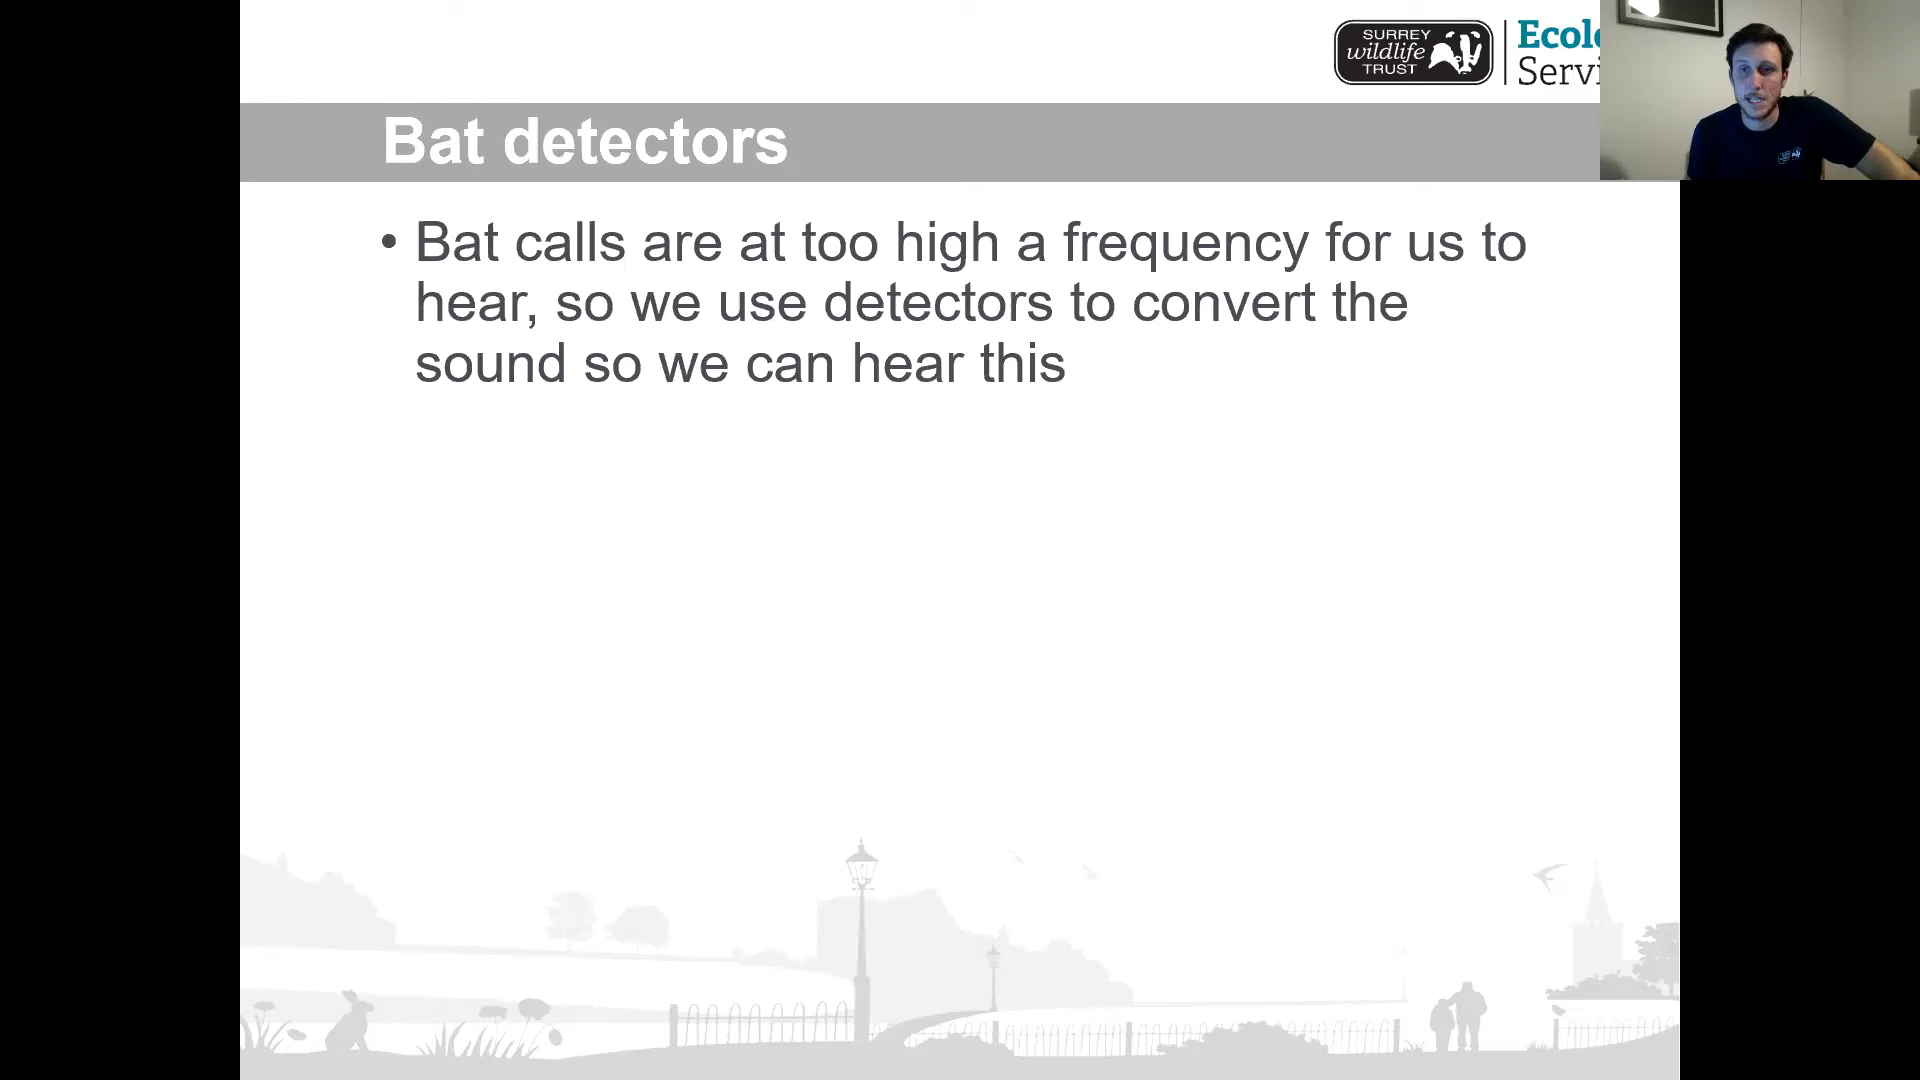 SURREY
wildlife
TRUST
Bat detectors
• Bat calls are at too high a frequency for us to
hear, so we use detectors to convert the
sound so we can hear this